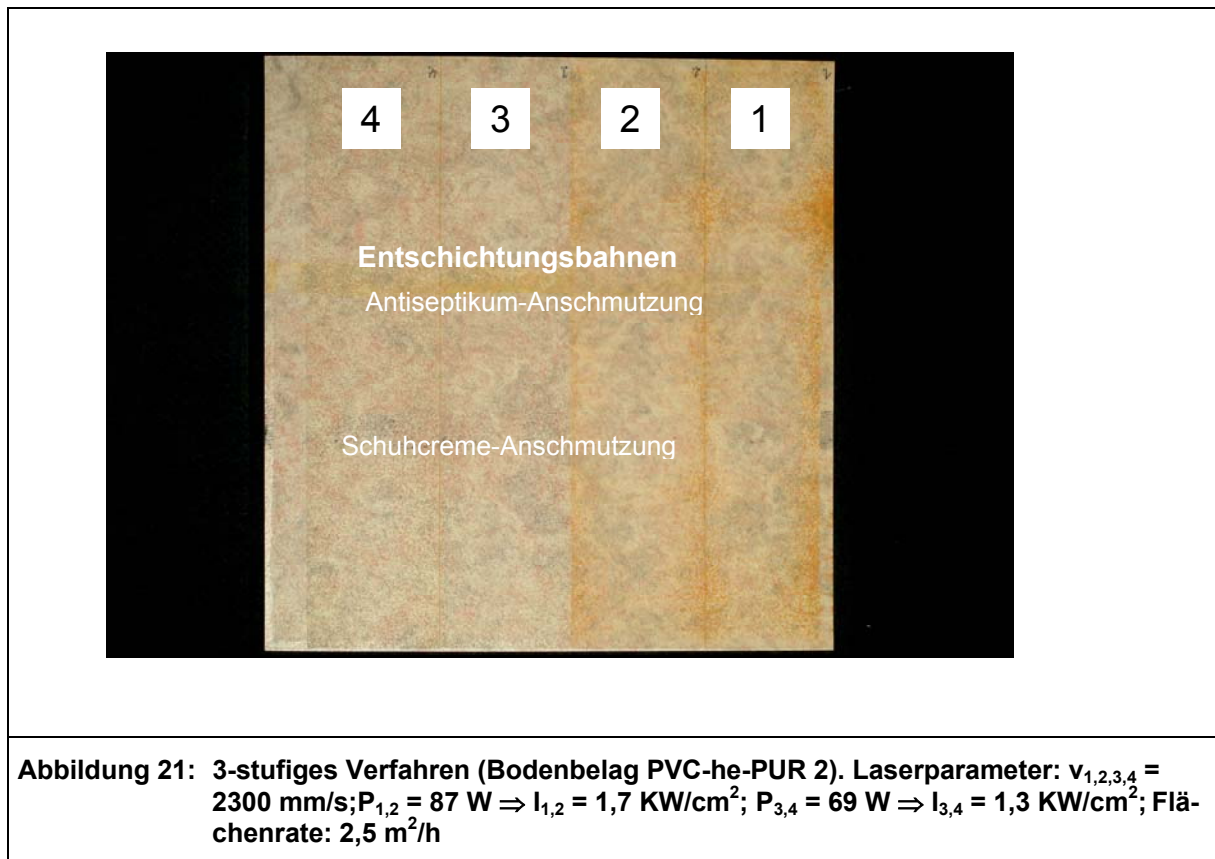 4 3 2 1
Entschichtungsbahnen
Antiseptikum-Anschmutzung
Schuhcreme-Anschmutzung
Abbildung 21: 3-stufiges Verfahren (Bodenbelag PVC-he-PUR 2). Laserparameter: v1,2,3,4 =
2300 mm/s;P1,2 = 87 W ⇒ I1,2 = 1,7 KW/cm²; P3,4 = 69 W ⇒ I3,4 = 1,3 KW/cm²; Flä-
chenrate: 2,5 m²/h